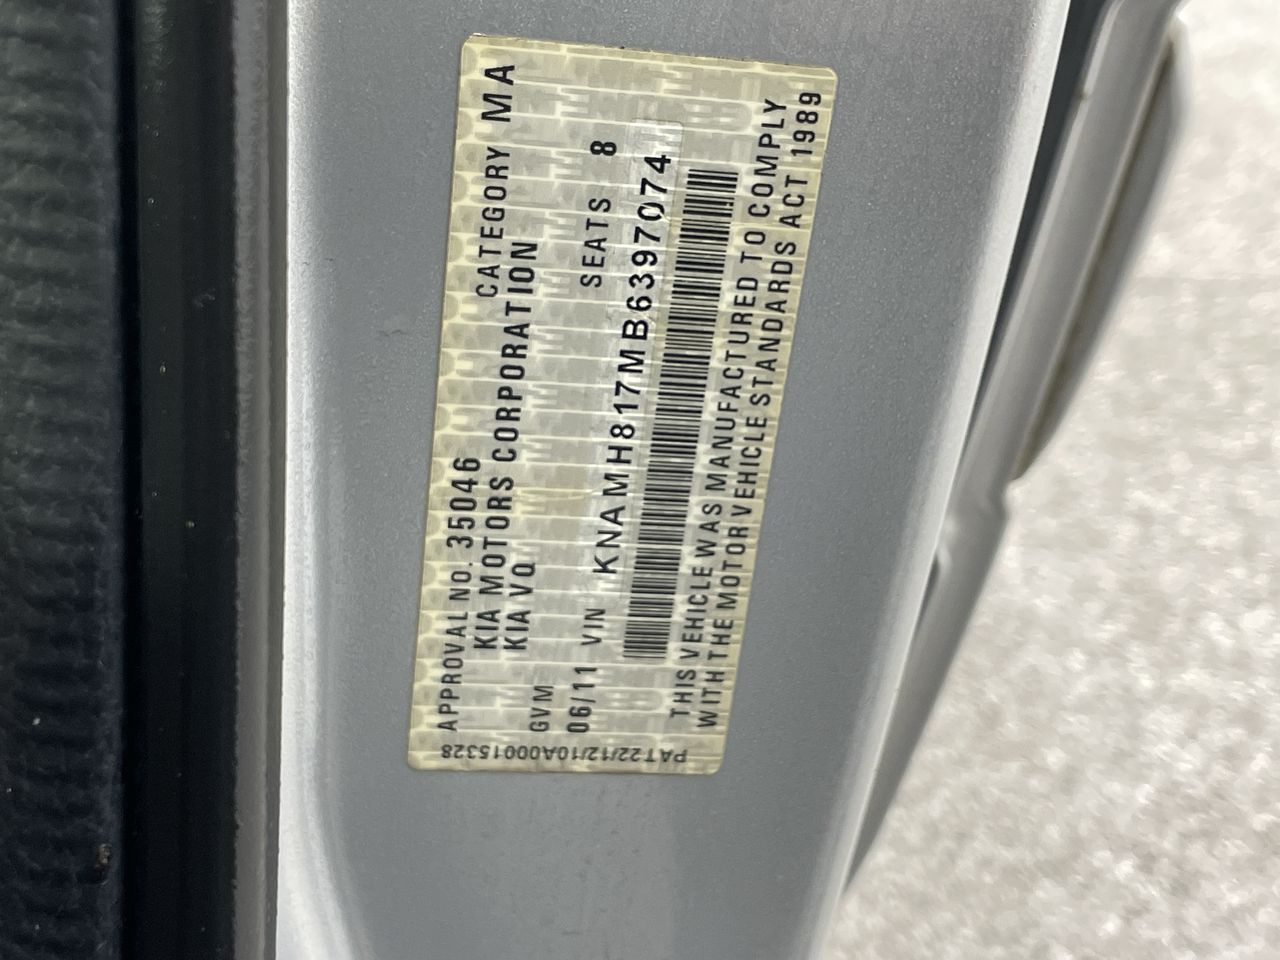 APPROVAL NO. 35046 CATEGORY MA
KIA MOTORS CORPORATION
KIA VQ
GVM SEATS 8
06/11 VIN KNAMH817MB6397074
THIS VEHICLE WAS MANUFACTURED TO COMPLY
WITH THE MOTOR VEHICLE STANDARDS ACT 1989
PAT22/12/10A00015328